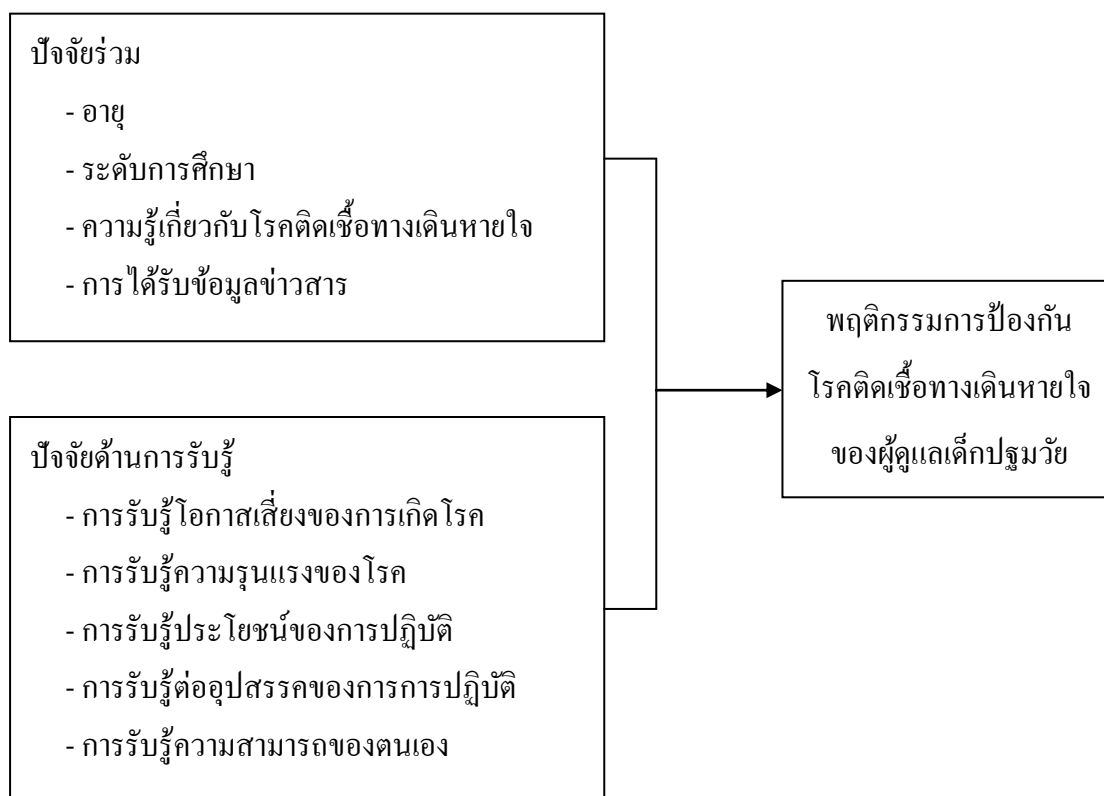 ปัจจัยร่วม
- อายุ
- ระดับการศึกษา
- ความรู้เกี่ยวกับโรคติดเชื้อทางเดินหายใจ
- การได้รับข้อมูลข่าวสาร
ปัจจัยด้านการรับรู้
- การรับรู้โอกาสเสี่ยงของการเกิดโรค
- การรับรู้ความรุนแรงของโรค
- การรับรู้ประโยชน์ของการปฏิบัติ
- การรับรู้ต่ออุปสรรคของการการปฏิบัติ
- การรับรู้ความสามารถของตนเอง
พฤติกรรมการป้องกัน
โรคติดเชื้อทางเดินหายใจ
ของผู้ดูแลเด็กปฐมวัย